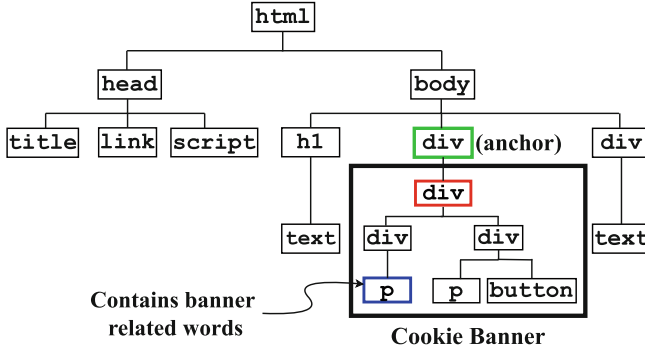 html
head body
title link script h1 div (anchor) div
div
text div div text
p p button
Contains banner
related words
Cookie Banner